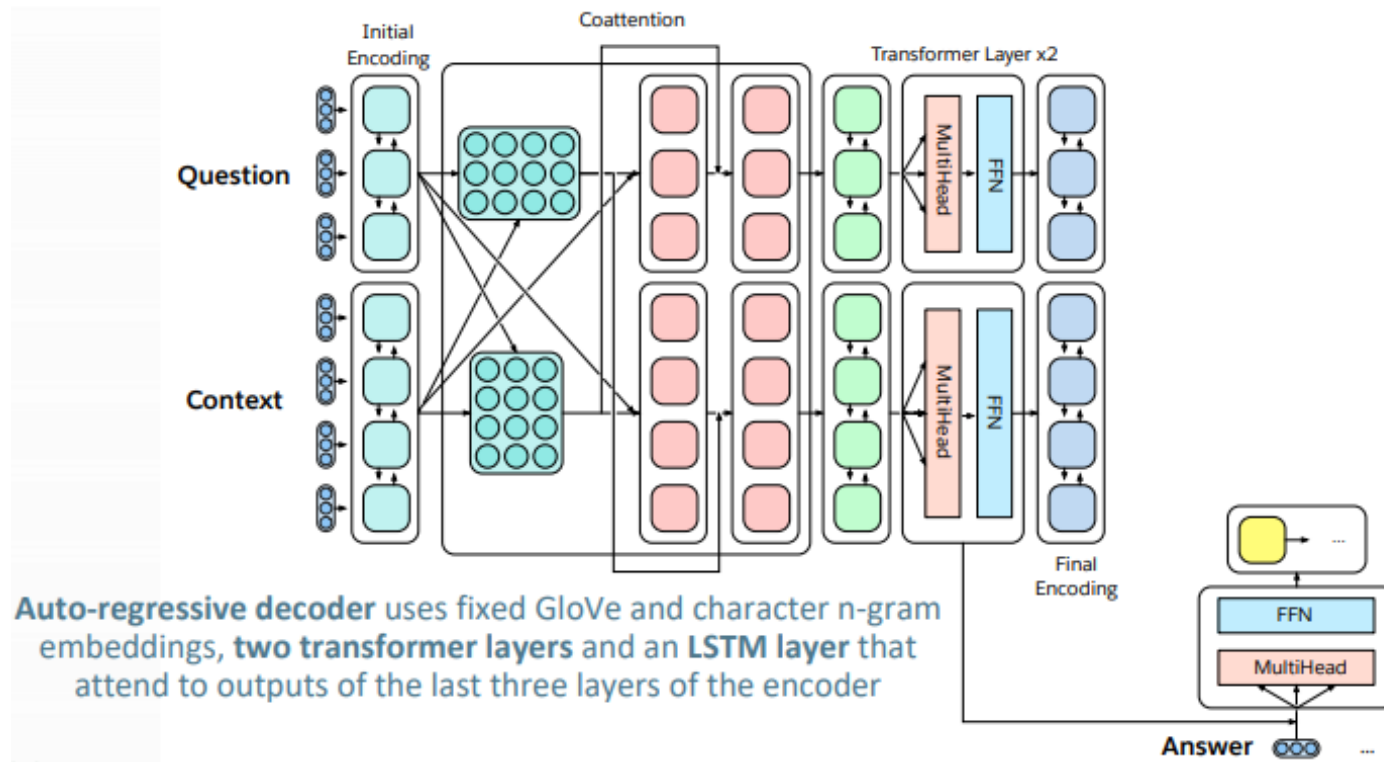 Coattention
Initial
Encoding
Transformer Layer x2
Question
MultiHead
FFN
Context
MultiHead
FFN
Final
Encoding
Auto-regressive decoder uses fixed GloVe and character n-gram
embeddings, two transformer layers and an LSTM layer that
attend to outputs of the last three layers of the encoder
...
FFN
MultiHead
Answer
...